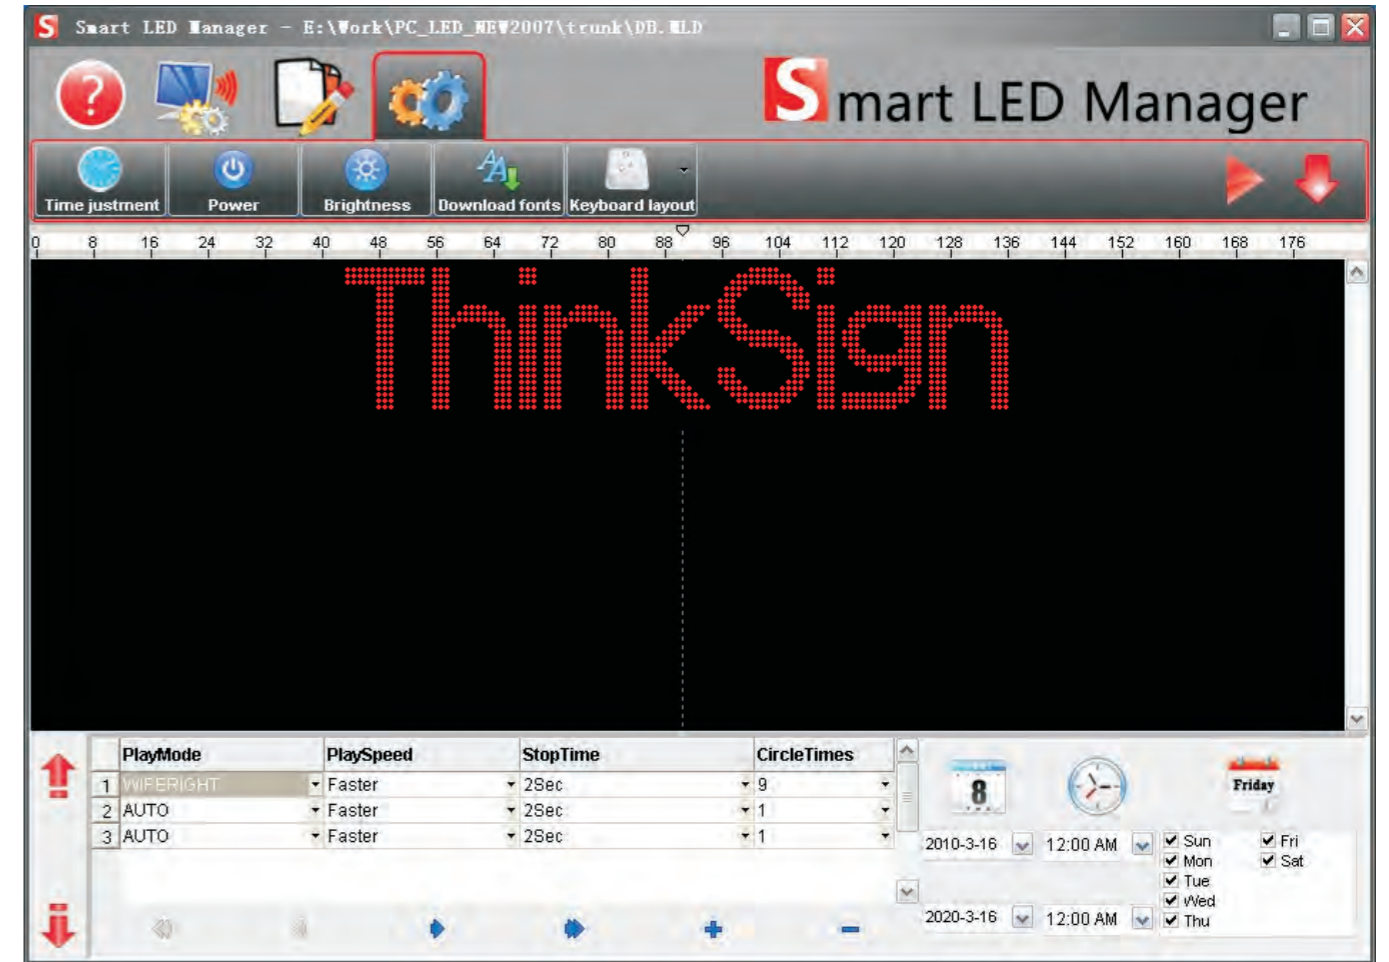 S Smart LED Manager - E:\Work\PC_LED_NEW2007\trunk\DB.MLD
?
Smart LED Manager
Time justment Power Brightness Download fonts Keyboard layout
0 8 16 24 32 40 48 56 64 72 80 88 96 104 112 120 128 136 144 152 160 168 176
ThinkSign
PlayMode PlaySpeed StopTime CircleTimes
1 WIFERIGHT Faster 2Sec 9
2 AUTO Faster 2Sec 1
3 AUTO Faster 2Sec 1
8
Friday
2010-3-16 12:00 AM
2020-3-16 12:00 AM
Sun
Mon
Tue
Wed
Thu
Fri
Sat